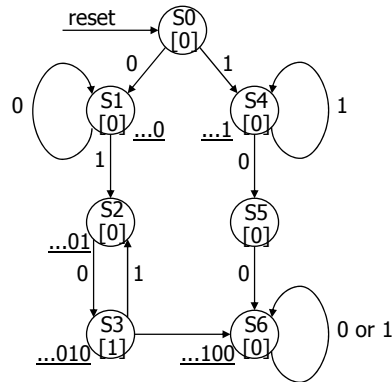 reset
S0
[0]
0
1
0
S1
[0]
...0
...1
S4
[0]
1
1
0
S2
[0]
...01
S5
[0]
0
1
0
S3
[1]
...010
...100
S6
[0]
0 or 1